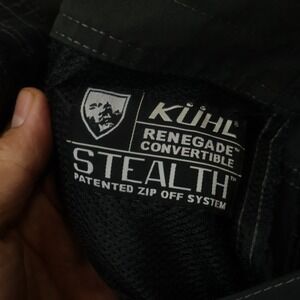 KÜHL
RENEGADE™
CONVERTIBLE
STEALTH™
PATENTED ZIP OFF SYSTEM